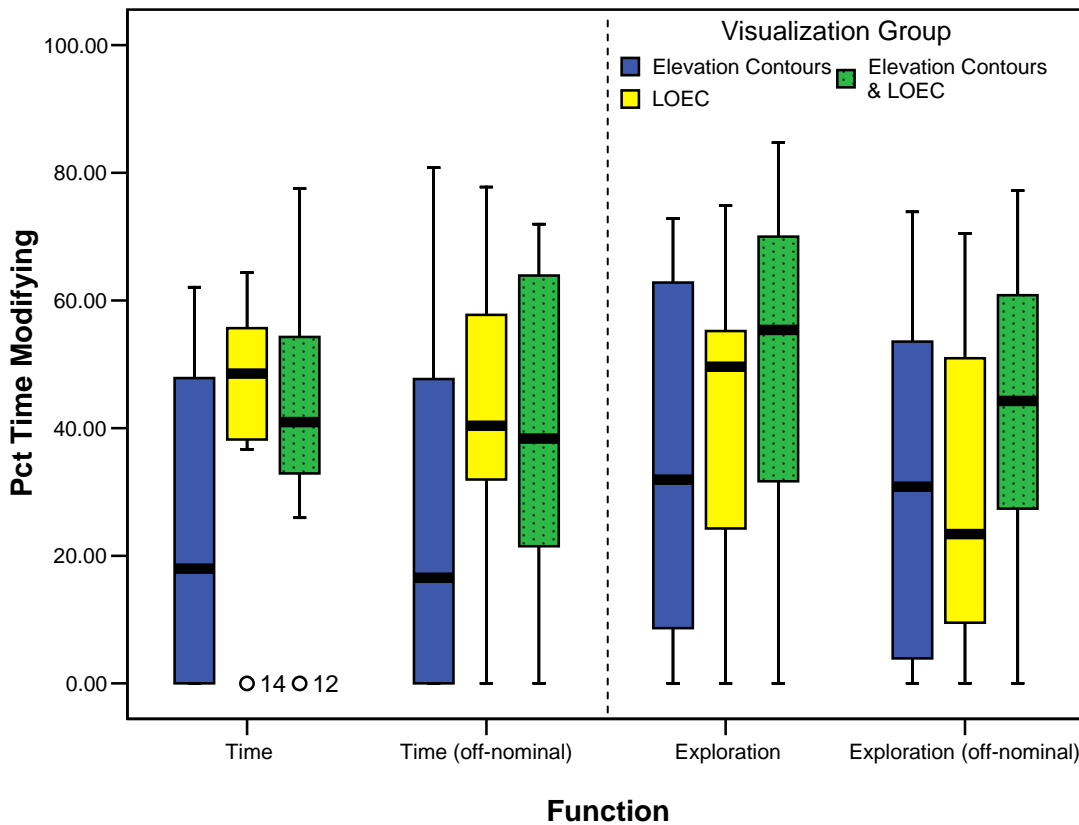 Visualization Group
Elevation Contours
LOEC
Elevation Contours
& LOEC
Pct Time Modifying
100.00
80.00
60.00
40.00
20.00
0.00
14
12
Time
Time (off-nominal)
Exploration
Exploration (off-nominal)
Function